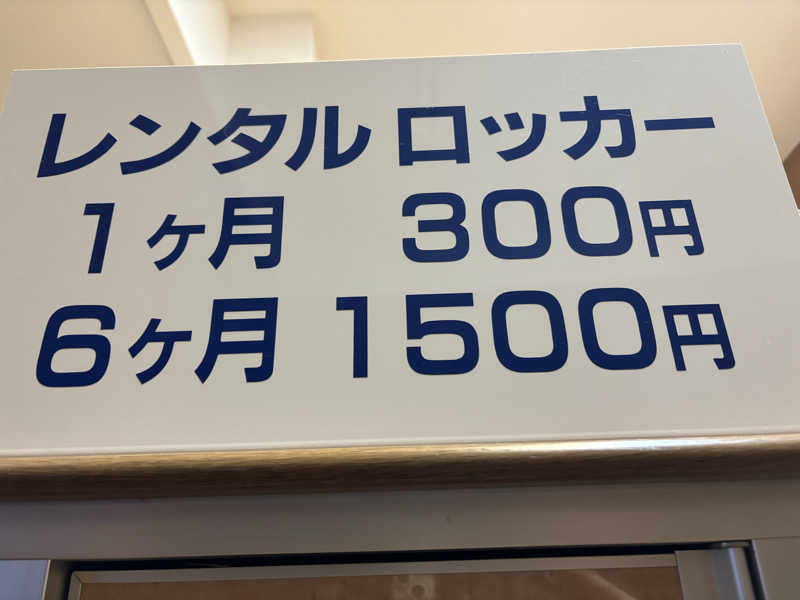 レンタル ロッカー
1ヶ月 300円
6ヶ月 1500円